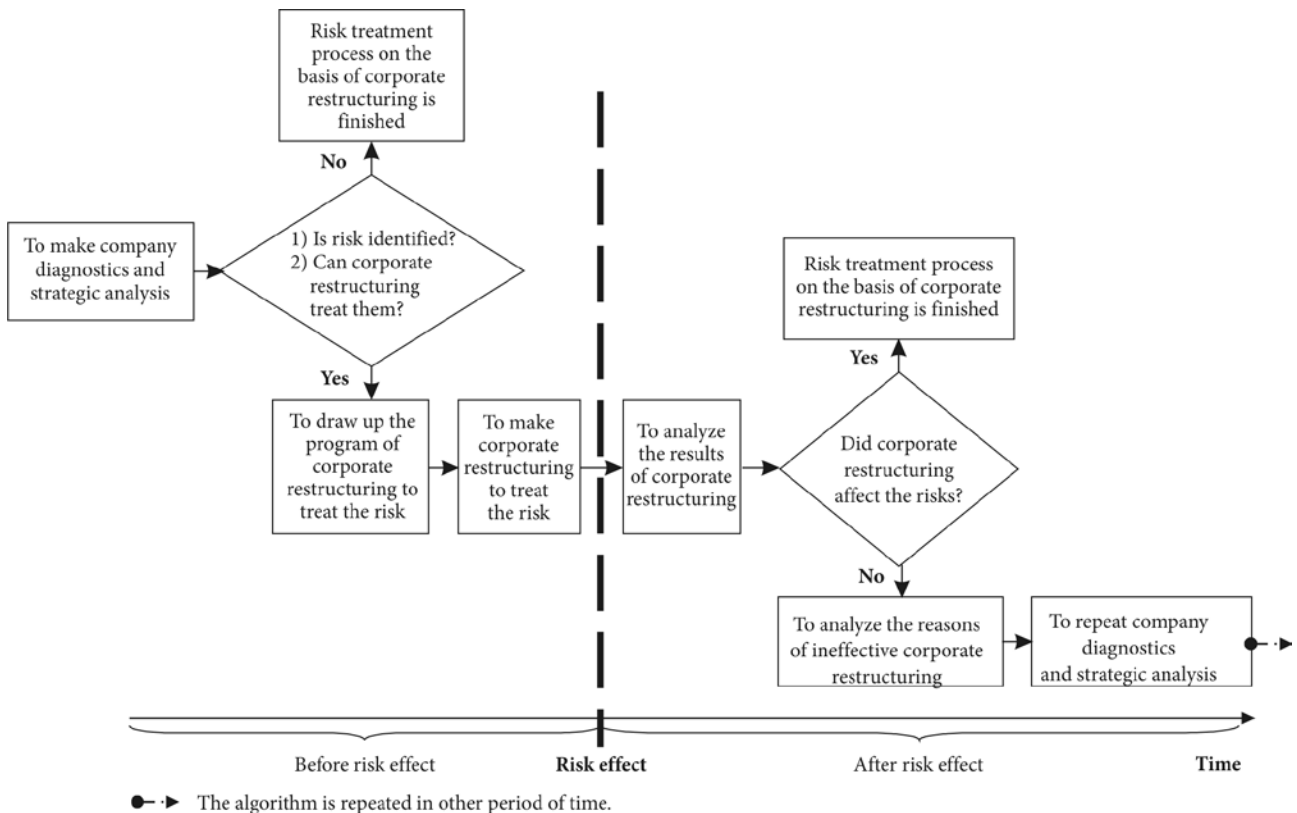 Risk treatment
process on the
basis of corporate
restructuring is
finished
No
To make company
diagnostics and
strategic analysis
1) Is risk identified?
2) Can corporate
restructuring
treat them?
Yes
To draw up the
program of
corporate
restructuring to
treat the risk
To make
corporate
restructuring
to treat
the risk
To analyze
the results
of corporate
restructuring
Risk treatment process
on the basis of corporate
restructuring is finished
Yes
Did corporate
restructuring
affect the risks?
No
To analyze the reasons
of ineffective corporate
restructuring
To repeat company
diagnostics
and strategic analysis
Before risk effect
Risk effect
After risk effect
Time
The algorithm is repeated in other period of time.